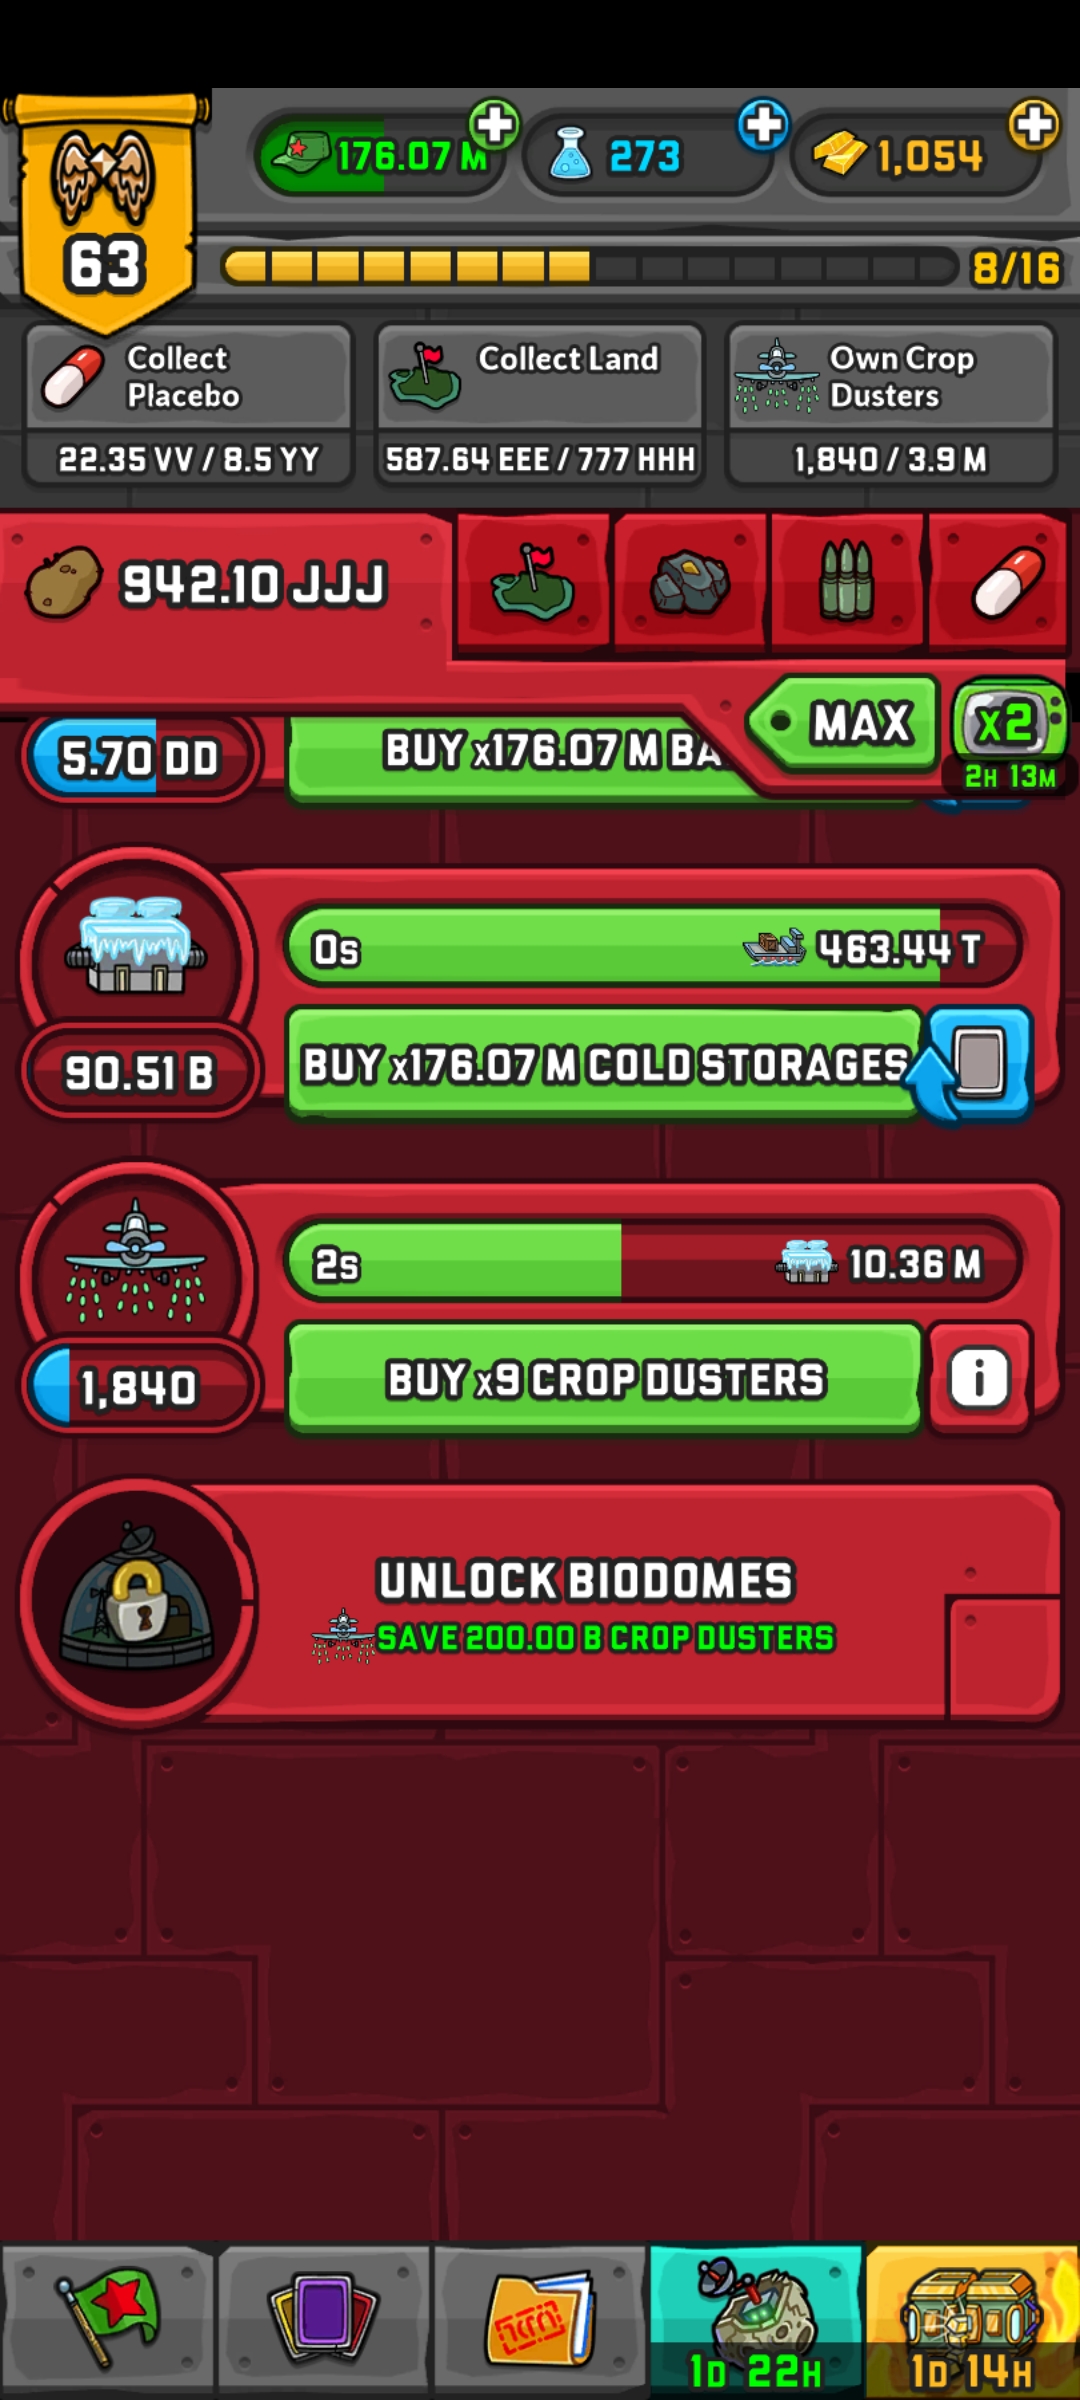 176.07 M
273
1,054
63
8/16
Collect
Placebo
22.35 VV / 8.5 YY
Collect Land
587.64 EEE / 777 HHH
Own Crop
Dusters
1,840 / 3.9 M
942.10 JJJ
MAX
X2
2H 13M
5.70 DD
BUY x176.07 M BA
0s
463.44 T
90.51 B
BUY x176.07 M COLD STORAGES
2s
10.36 M
1,840
BUY x9 CROP DUSTERS
i
UNLOCK BIODOMES
SAVE 200.00 B CROP DUSTERS
1D 22H
1D 14H